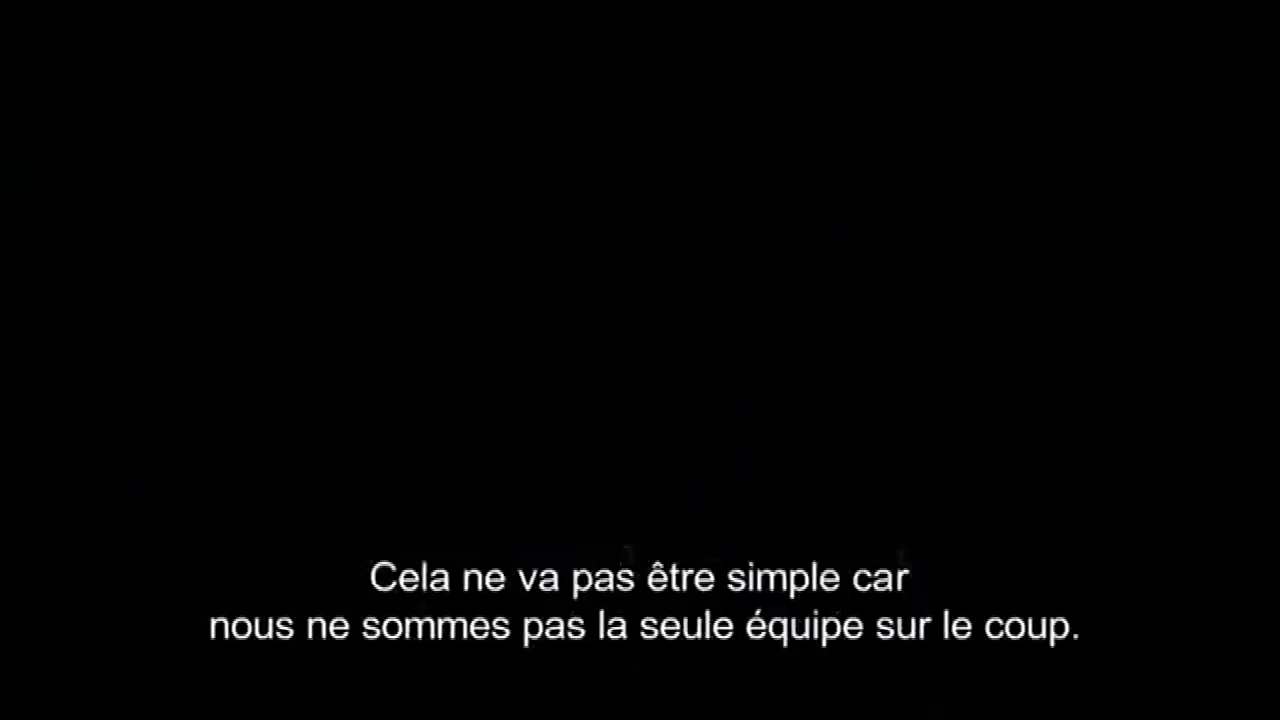 Cela ne va pas être simple car
nous ne sommes pas la seule équipe sur le coup.